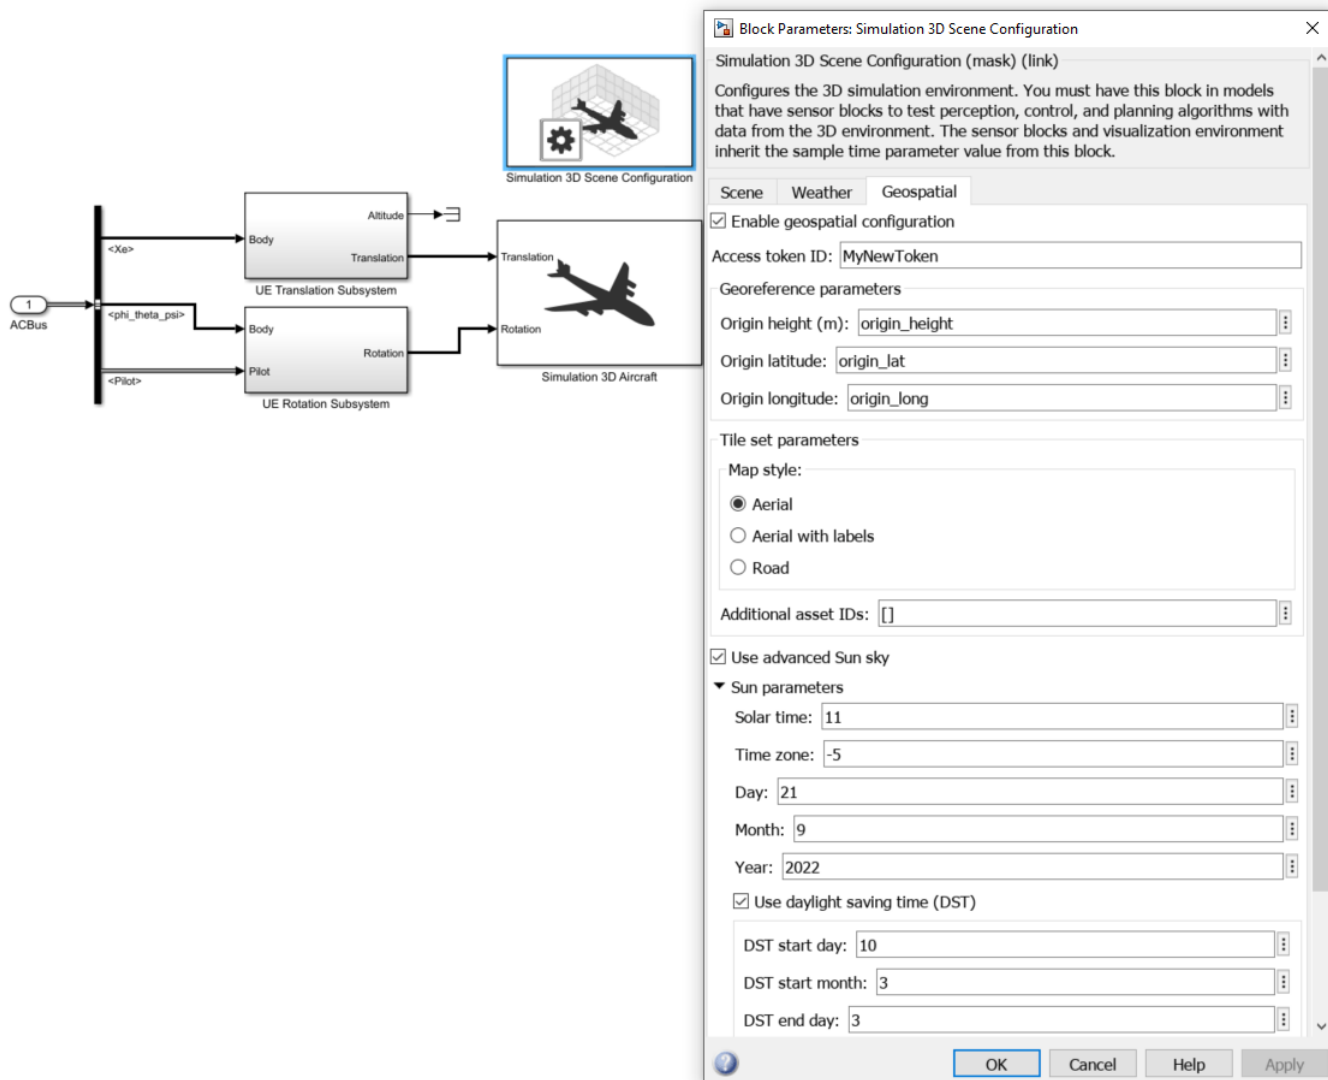 Simulation 3D Scene Configuration
Altitude
Body
Translation
UE Translation Subsystem
<Xe>
1
ACBus
<phi_theta_psi>
Body
Rotation
Pilot
<Pilot>
UE Rotation Subsystem
Translation
Rotation
Simulation 3D Aircraft
Block Parameters: Simulation 3D Scene Configuration
Simulation 3D Scene Configuration (mask) (link)
Configures the 3D simulation environment. You must have this block in models
that have sensor blocks to test perception, control, and planning algorithms with
data from the 3D environment. The sensor blocks and visualization environment
inherit the sample time parameter value from this block.
Scene Weather Geospatial
Enable geospatial configuration
Access token ID: MyNewToken
Georeference parameters
Origin height (m): origin_height
Origin latitude: origin_lat
Origin longitude: origin_long
Tile set parameters
Map style:
Aerial
Aerial with labels
Road
Additional asset IDs: []
Use advanced Sun sky
Sun parameters
Solar time: 11
Time zone: -5
Day: 21
Month: 9
Year: 2022
Use daylight saving time (DST)
DST start day: 10
DST start month: 3
DST end day: 3
OK Cancel Help Apply